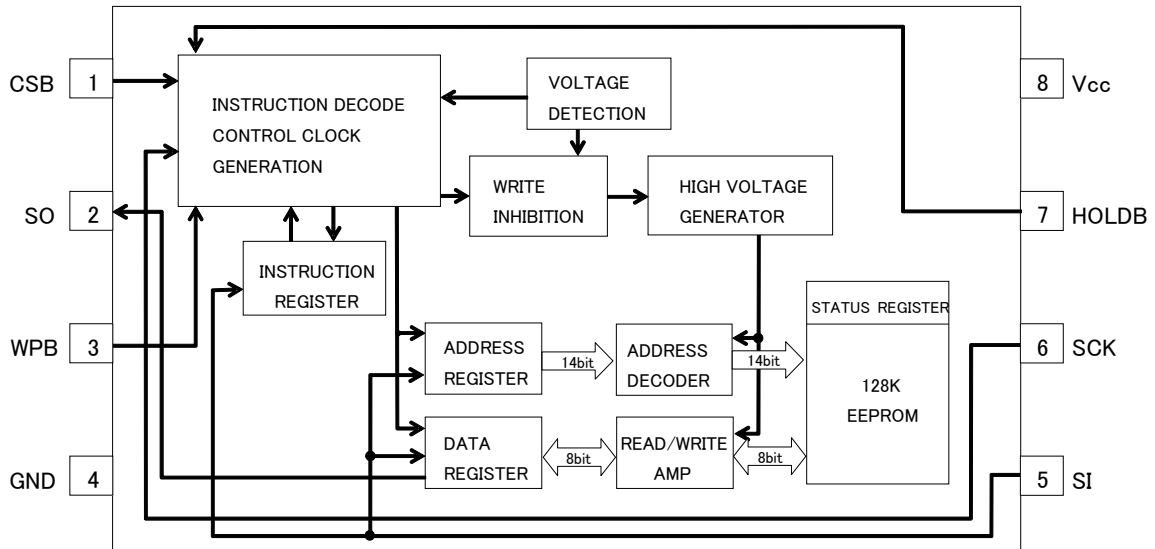 CSB 1
SO 2
WPB 3
GND 4
INSTRUCTION DECODE
CONTROL CLOCK
GENERATION
VOLTAGE
DETECTION
WRITE
INHIBITION
HIGH VOLTAGE
GENERATOR
INSTRUCTION
REGISTER
ADDRESS
REGISTER
14bit
ADDRESS
DECODER
14bit
STATUS REGISTER
128K
EEPROM
DATA
REGISTER
8bit
READ/WRITE
AMP
8bit
8 Vcc
7 HOLDB
6 SCK
5 SI